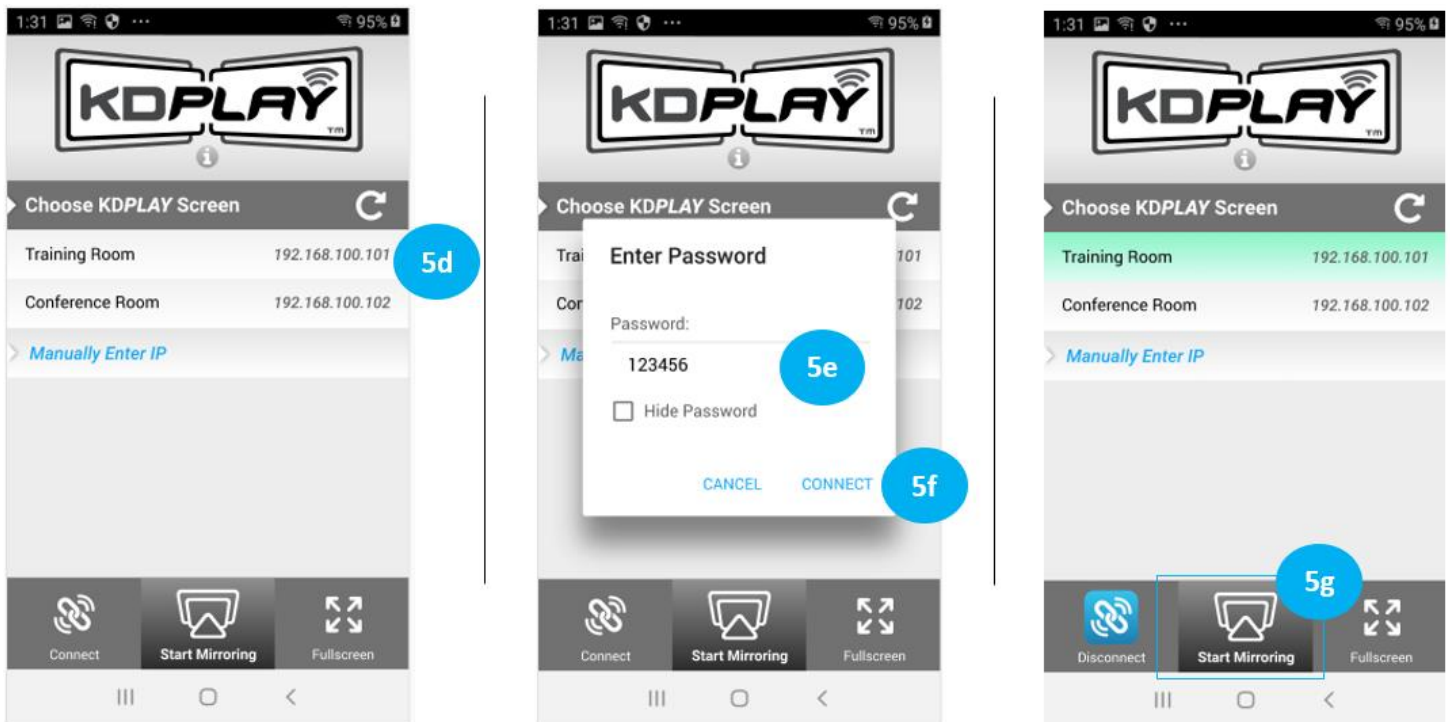 1:31 ... 95%
KDPLAY TM
i
Choose KDPLAY Screen
Training Room 192.168.100.101
5d
Conference Room 192.168.100.102
Manually Enter IP
Connect Start Mirroring Fullscreen
1:31 ... 95%
KDPLAY TM
i
Choose KDPLAY Screen
Trai 101
Cor 102
Ma
Enter Password
Password:
123456
5e
Hide Password
CANCEL CONNECT
5f
Connect Start Mirroring Fullscreen
1:31 ... 95%
KDPLAY TM
i
Choose KDPLAY Screen
Training Room 192.168.100.101
Conference Room 192.168.100.102
Manually Enter IP
5g
Disconnect Start Mirroring Fullscreen